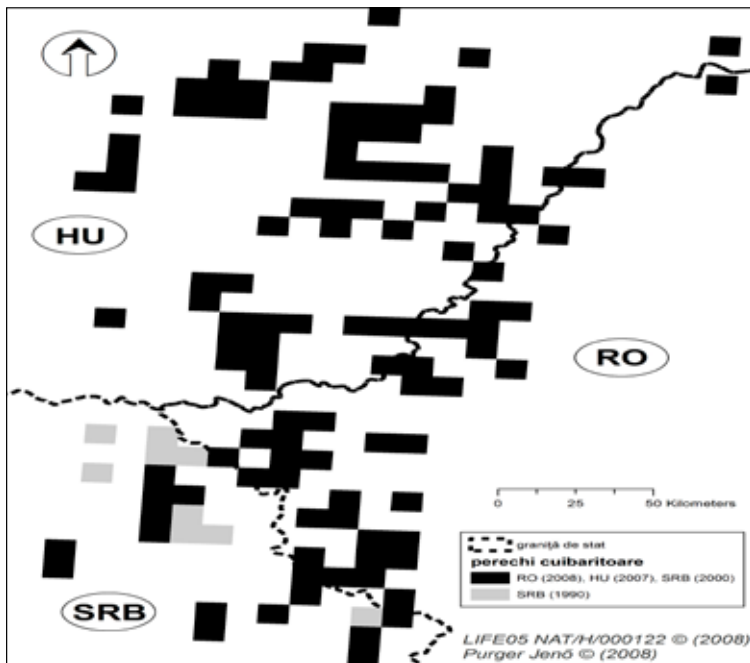 HU
RO
SRB
0 25 50 Kilometers
graniţă de stat
perechi cuibaritoare
RO (2008), HU (2007), SRB (2000)
SRB (1990)
LIFE05 NAT/H/000122 © (2008)
Purger Jenő © (2008)